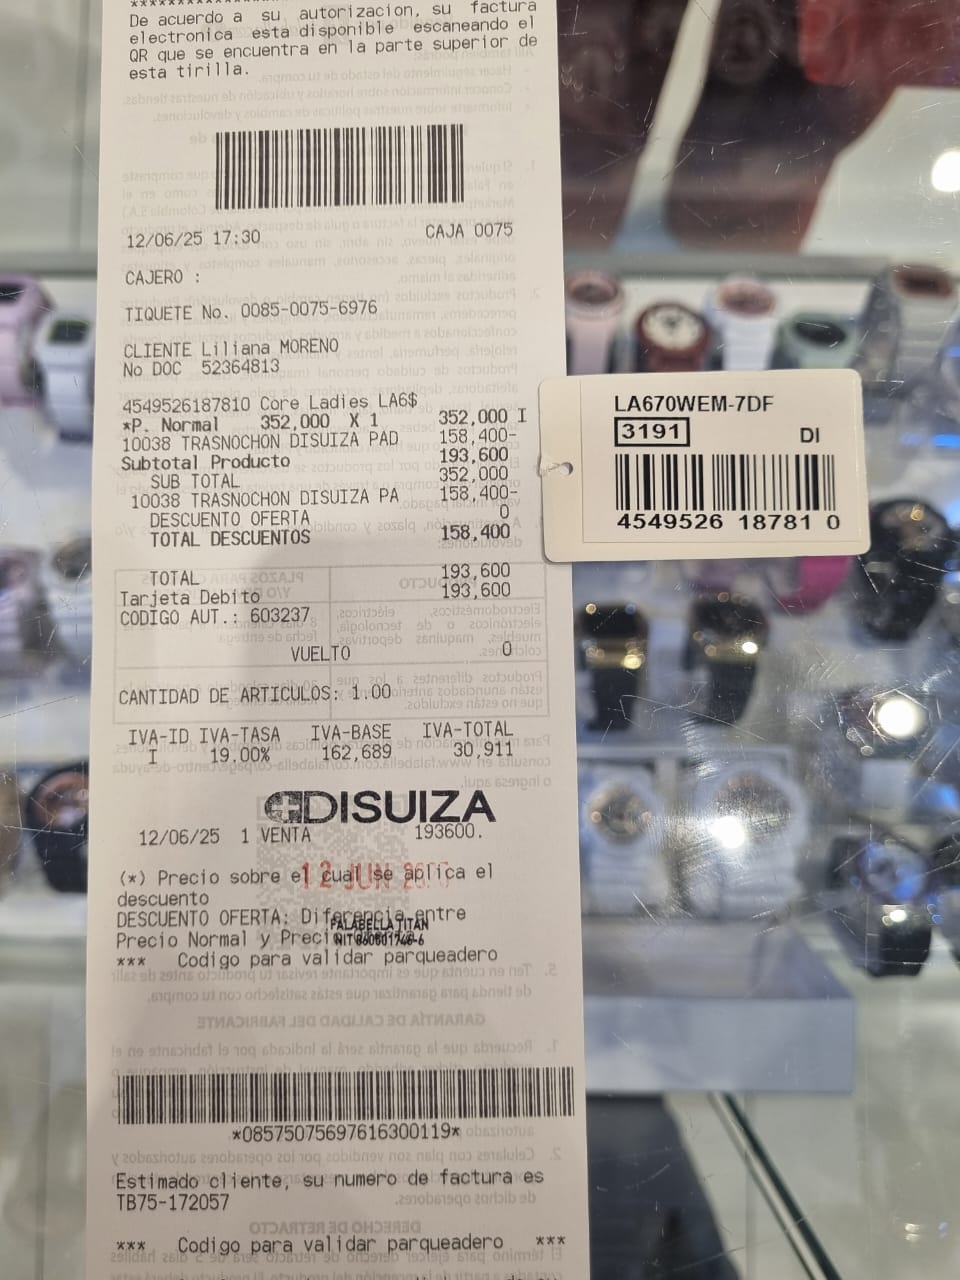 De acuerdo a su autorizacion, su factura
electronica esta disponible escaneando el
QR que se encuentra en la parte superior de
esta tirilla.
12/06/25 17:30 CAJA 0075
CAJERO :
TIQUETE No. 0085-0075-6976
CLIENTE Liliana MORENO
No DOC 52364813
4549526187810 Core Ladies LA6$
*P. Normal 352,000 X 1 352,000 I
10038 TRASNOCHON DISUIZA PAD 158,400-
Subtotal Producto 193,600
SUB TOTAL 352,000
10038 TRASNOCHON DISUIZA PA 158,400-
DESCUENTO OFERTA 0
TOTAL DESCUENTOS 158,400
TOTAL 193,600
Tarjeta Debito 193,600
CODIGO AUT.: 603237
VUELTO 0
CANTIDAD DE ARTICULOS: 1.00
IVA-ID IVA-TASA IVA-BASE IVA-TOTAL
I 19.00% 162,689 30,911
DISUIZA
12/06/25 1 VENTA 193600.
(*) Precio sobre el cual se aplica el
descuento
12 JUN
DESCUENTO OFERTA: Diferencia entre
Precio Normal y Preci
FALABELLA TITAN
*** Codigo para validar parqueadero
*08575075697616300119*
Estimado cliente, su numero de factura es
TB75-172057
*** Codigo para validar parqueadero ***
LA670WEM-7DF
3191 DI
4549526 18781 0